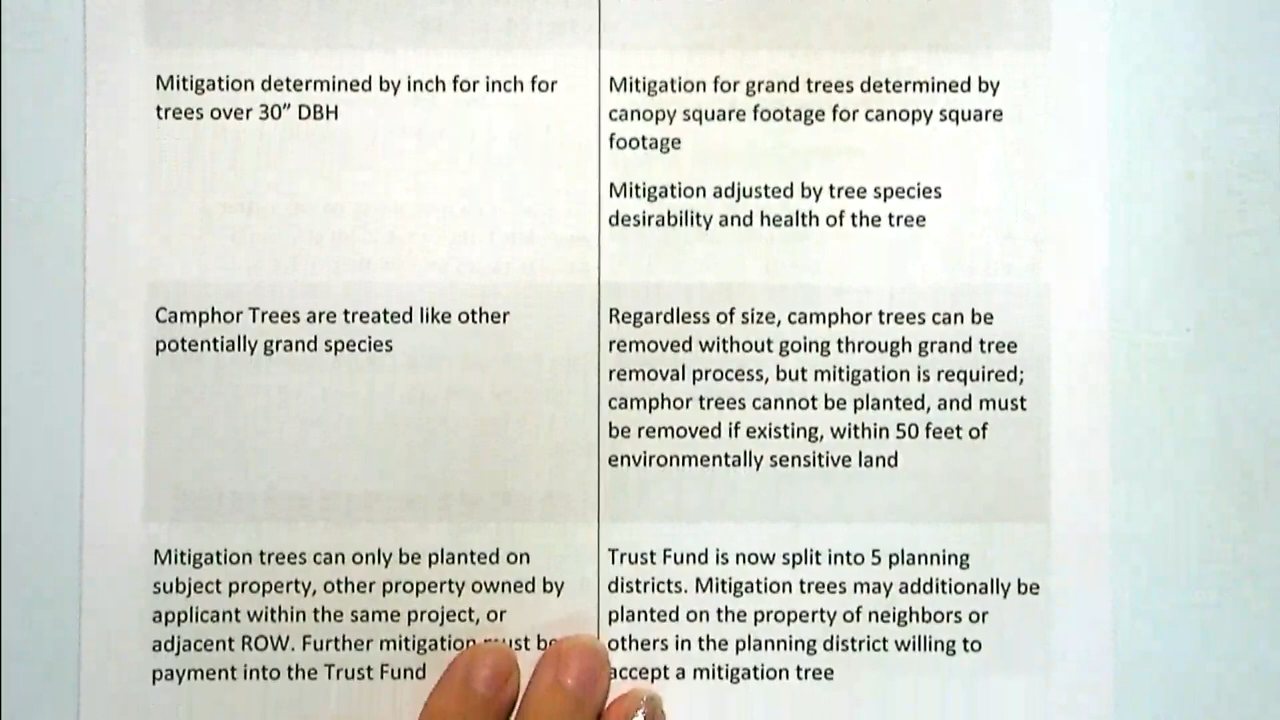 Mitigation determined by inch for inch for
trees over 30” DBH
Mitigation for grand trees determined by
canopy square footage for canopy square
footage
Mitigation adjusted by tree species
desirability and health of the tree
Camphor Trees are treated like other
potentially grand species
Regardless of size, camphor trees can be
removed without going through grand tree
removal process, but mitigation is required;
camphor trees cannot be planted, and must
be removed if existing, within 50 feet of
environmentally sensitive land
Mitigation trees can only be planted on
subject property, other property owned by
applicant within the same project, or
adjacent ROW. Further mitigation must be
payment into the Trust Fund
Trust Fund is now split into 5 planning
districts. Mitigation trees may additionally be
planted on the property of neighbors or
others in the planning district willing to
accept a mitigation tree